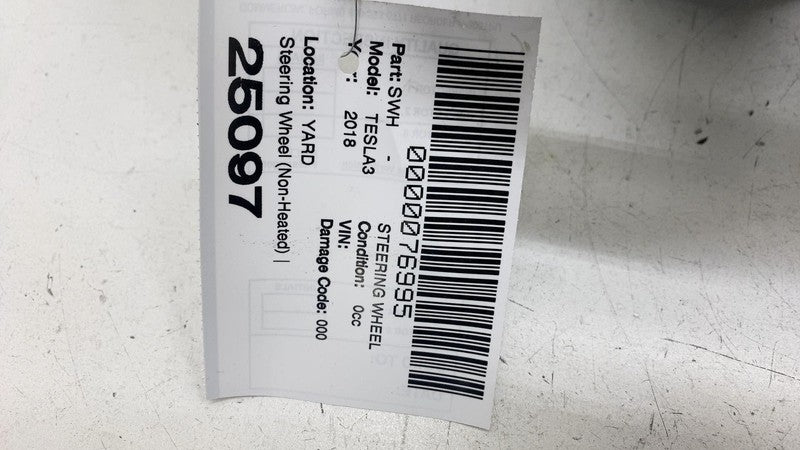 0000076995
Part: SWH - STEERING WHEEL
Model: TESLA3 Condition: 0cc
2018 VIN:
Location: YARD Damage Code: 000
Steering Wheel (Non-Heated) |
25097